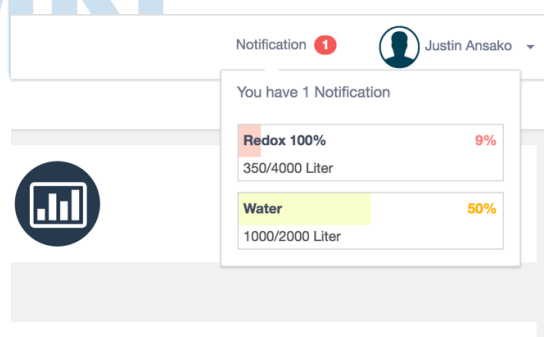 Notification 1 Justin Ansako
You have 1 Notification
Redox 100% 9%
350/4000 Liter
Water 50%
1000/2000 Liter